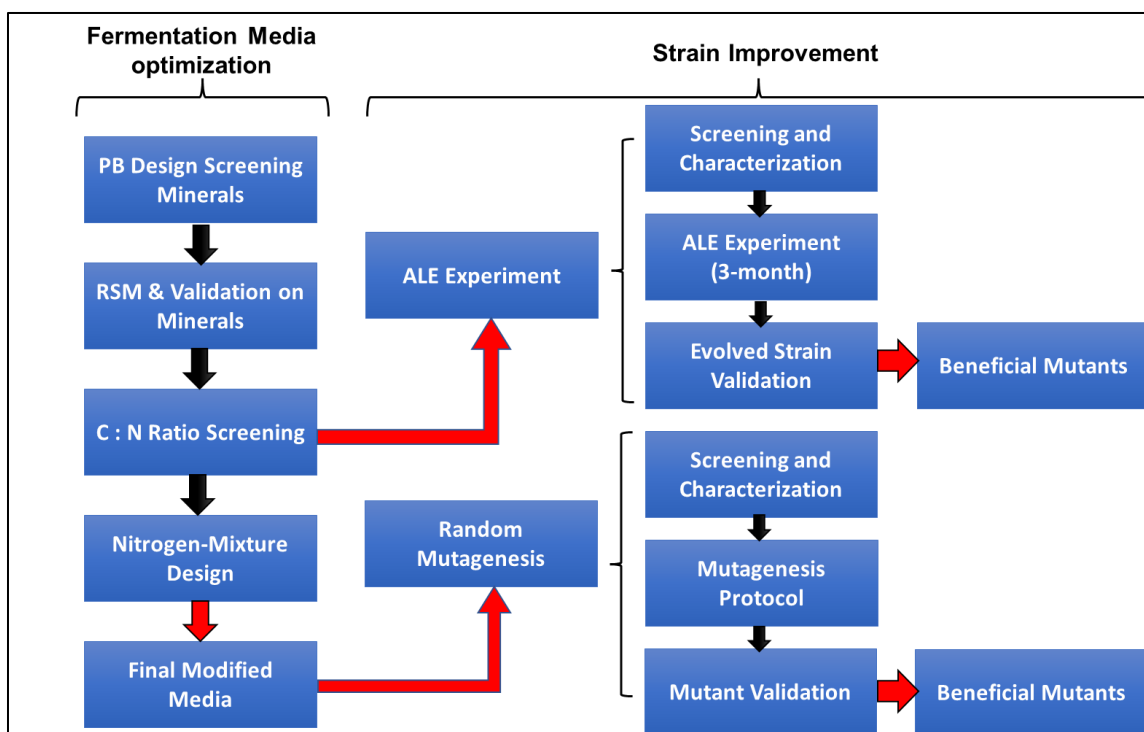 Fermentation Media
optimization
PB Design Screening
Minerals
RSM & Validation on
Minerals
C : N Ratio Screening
Nitrogen-Mixture
Design
Final Modified
Media
Strain Improvement
ALE Experiment
Screening and
Characterization
ALE Experiment
(3-month)
Evolved Strain
Validation
Beneficial Mutants
Random
Mutagenesis
Screening and
Characterization
Mutagenesis
Protocol
Mutant Validation
Beneficial Mutants